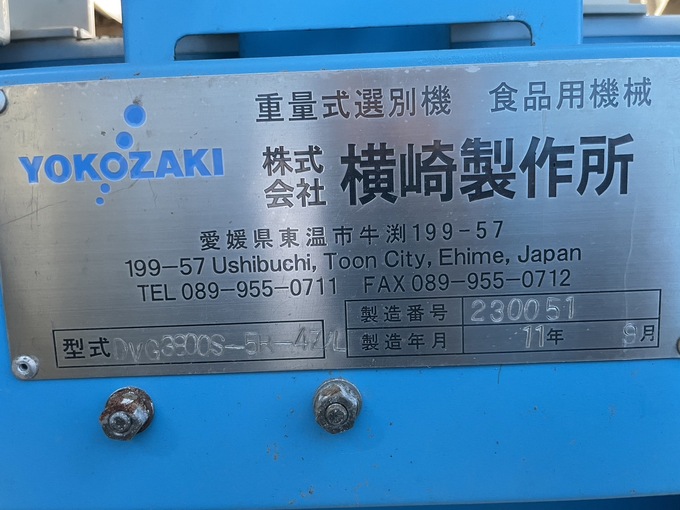 重量式選別機 食品用機械
YOKOZAKI
株式会社 横崎製作所
愛媛県東温市牛渕199-57
199-57 Ushibuchi, Toon City, Ehime, Japan
TEL 089-955-0711 FAX 089-955-0712
製造番号 230051
型式
製造年月 11年 9月